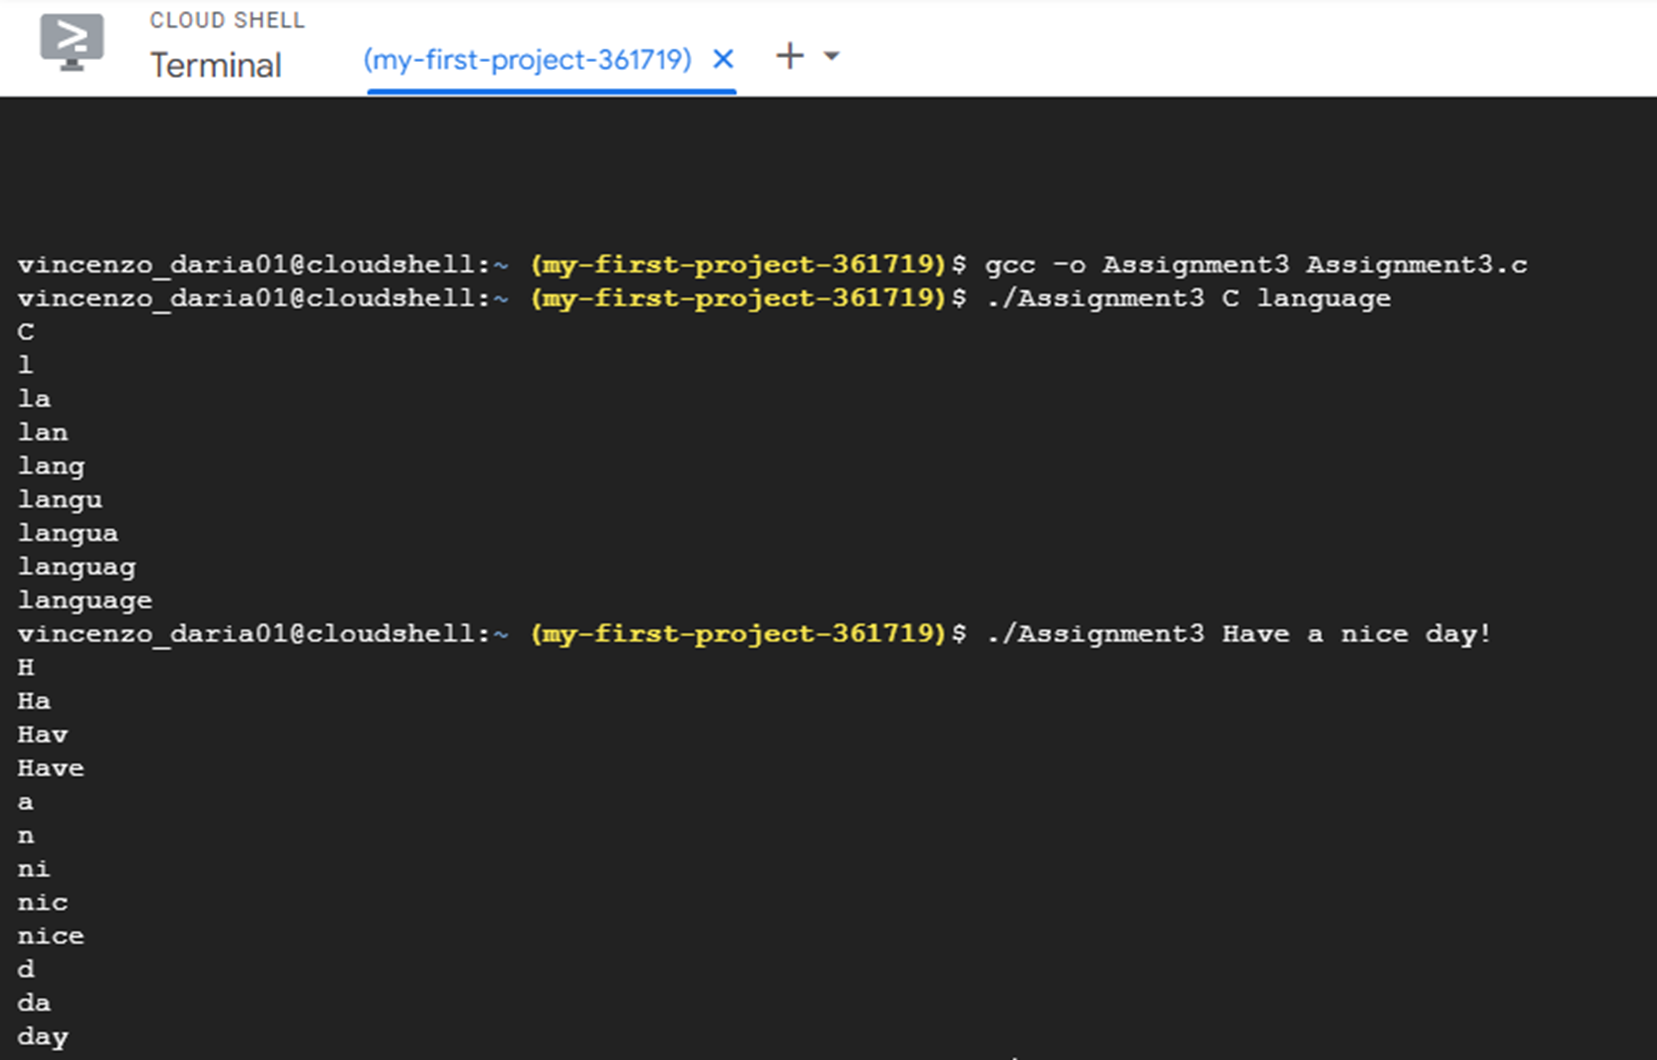 CLOUD SHELL
Terminal
(my-first-project-361719)
vincenzo_daria01@cloudshell:~ (my-first-project-361719)$ gcc -o Assignment3 Assignment3.c
vincenzo_daria01@cloudshell:~ (my-first-project-361719)$ ./Assignment3 C language
C
l
la
lan
lang
langu
langua
languag
language
vincenzo_daria01@cloudshell:~ (my-first-project-361719)$ ./Assignment3 Have a nice day!
H
Ha
Hav
Have
a
n
ni
nic
nice
d
da
day